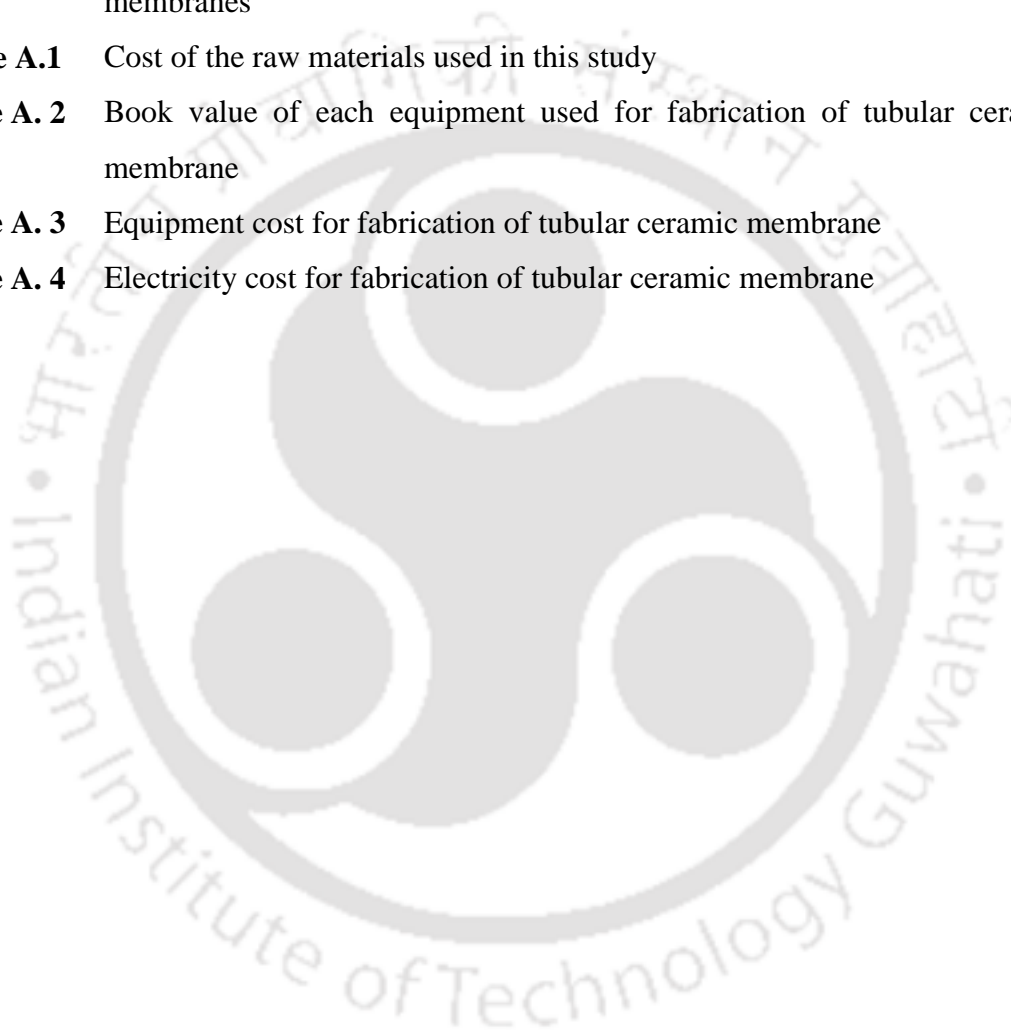 membranes
e A.1 Cost of the raw materials used in this study
e A. 2 Book value of each equipment used for fabrication of tubular cera
membrane
e A. 3 Equipment cost for fabrication of tubular ceramic membrane
e A. 4 Electricity cost for fabrication of tubular ceramic membrane
Indian Institute of Technology Guwahati